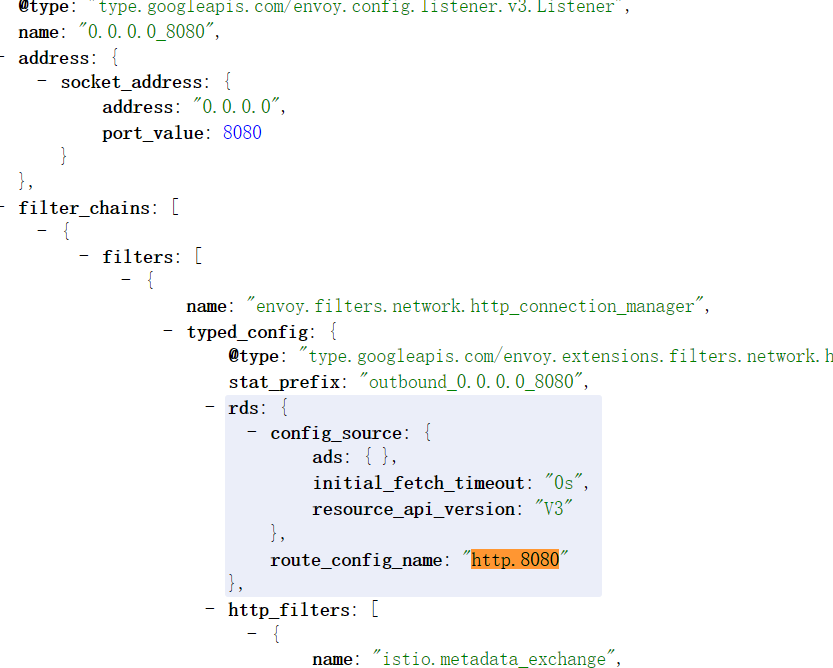 @type: "type.googleapis.com/envoy.config.listener.v3.Listener",
name: "0.0.0.0_8080",
- address: {
- socket_address: {
address: "0.0.0.0",
port_value: 8080
}
},
- filter_chains: [
- {
- filters: [
- {
name: "envoy.filters.network.http_connection_manager",
- typed_config: {
@type: "type.googleapis.com/envoy.extensions.filters.network.h
stat_prefix: "outbound_0.0.0.0_8080",
- rds: {
- config_source: {
ads: { },
initial_fetch_timeout: "0s",
resource_api_version: "V3"
},
route_config_name: "http.8080"
},
- http_filters: [
- {
name: "istio.metadata_exchange",